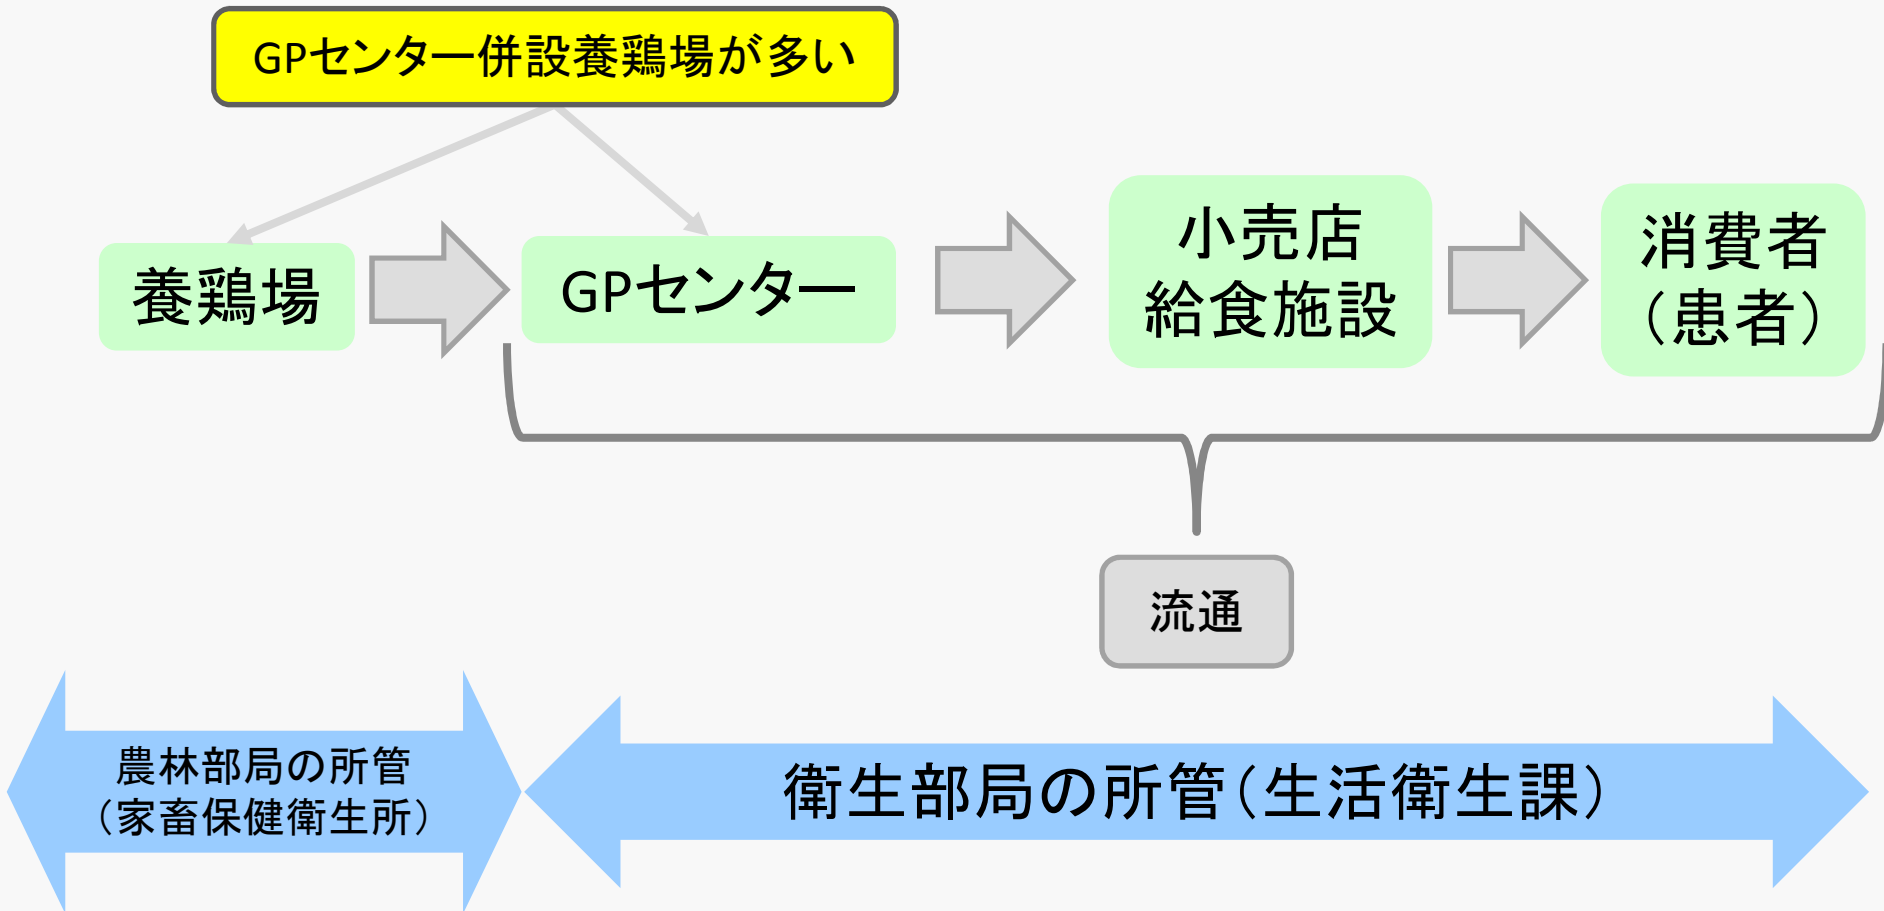 GPセンター併設養鶏場が多い
養鶏場
GPセンター
小売店
給食施設
消費者
（患者）
流通
農林部局の所管
（家畜保健衛生所）
衛生部局の所管（生活衛生課）